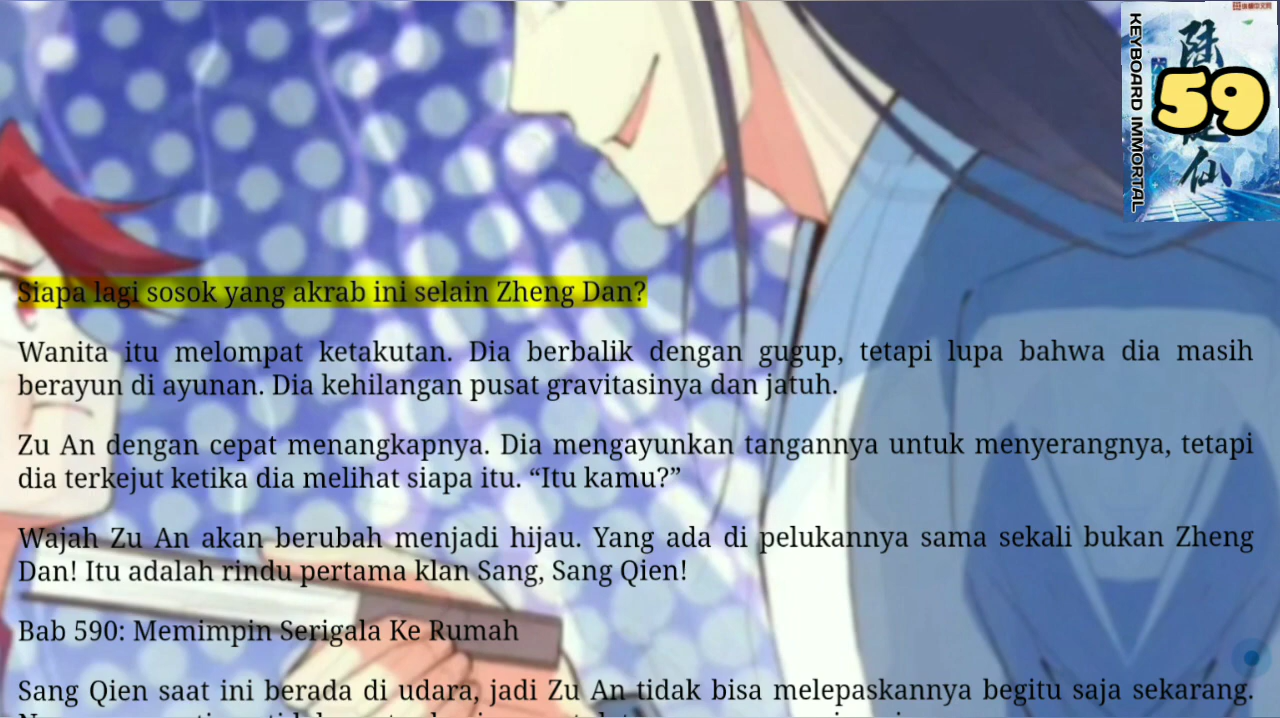 KEYBOARD IMMORTAL
59
仙
Siapa lagi sosok yang akrab ini selain Zheng Dan?
Wanita itu melompat ketakutan. Dia berbalik dengan gugup, tetapi lupa bahwa dia masih
berayun di ayunan. Dia kehilangan pusat gravitasinya dan jatuh.
Zu An dengan cepat menangkapnya. Dia mengayunkan tangannya untuk menyerangnya, tetapi
dia terkejut ketika dia melihat siapa itu. “Itu kamu?”
Wajah Zu An akan berubah menjadi hijau. Yang ada di pelukannya sama sekali bukan Zheng
Dan! Itu adalah rindu pertama klan Sang, Sang Qien!
Bab 590: Memimpin Serigala Ke Rumah
Sang Qien saat ini berada di udara, jadi Zu An tidak bisa melepaskannya begitu saja sekarang.